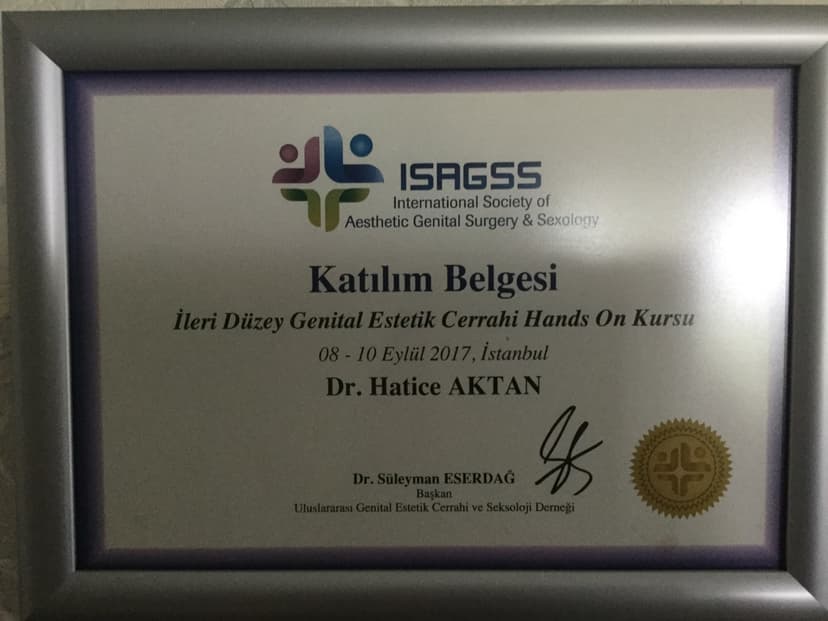 ISAGSS
International Society of
Aesthetic Genital Surgery & Sexology
Katılım Belgesi
İleri Düzey Genital Estetik Cerrahi Hands On Kursu
08 - 10 Eylül 2017, İstanbul
Dr. Hatice AKTAN
Dr. Süleyman ESERDAĞ
Başkan
Uluslararası Genital Estetik Cerrahi ve Seksoloji Derneği